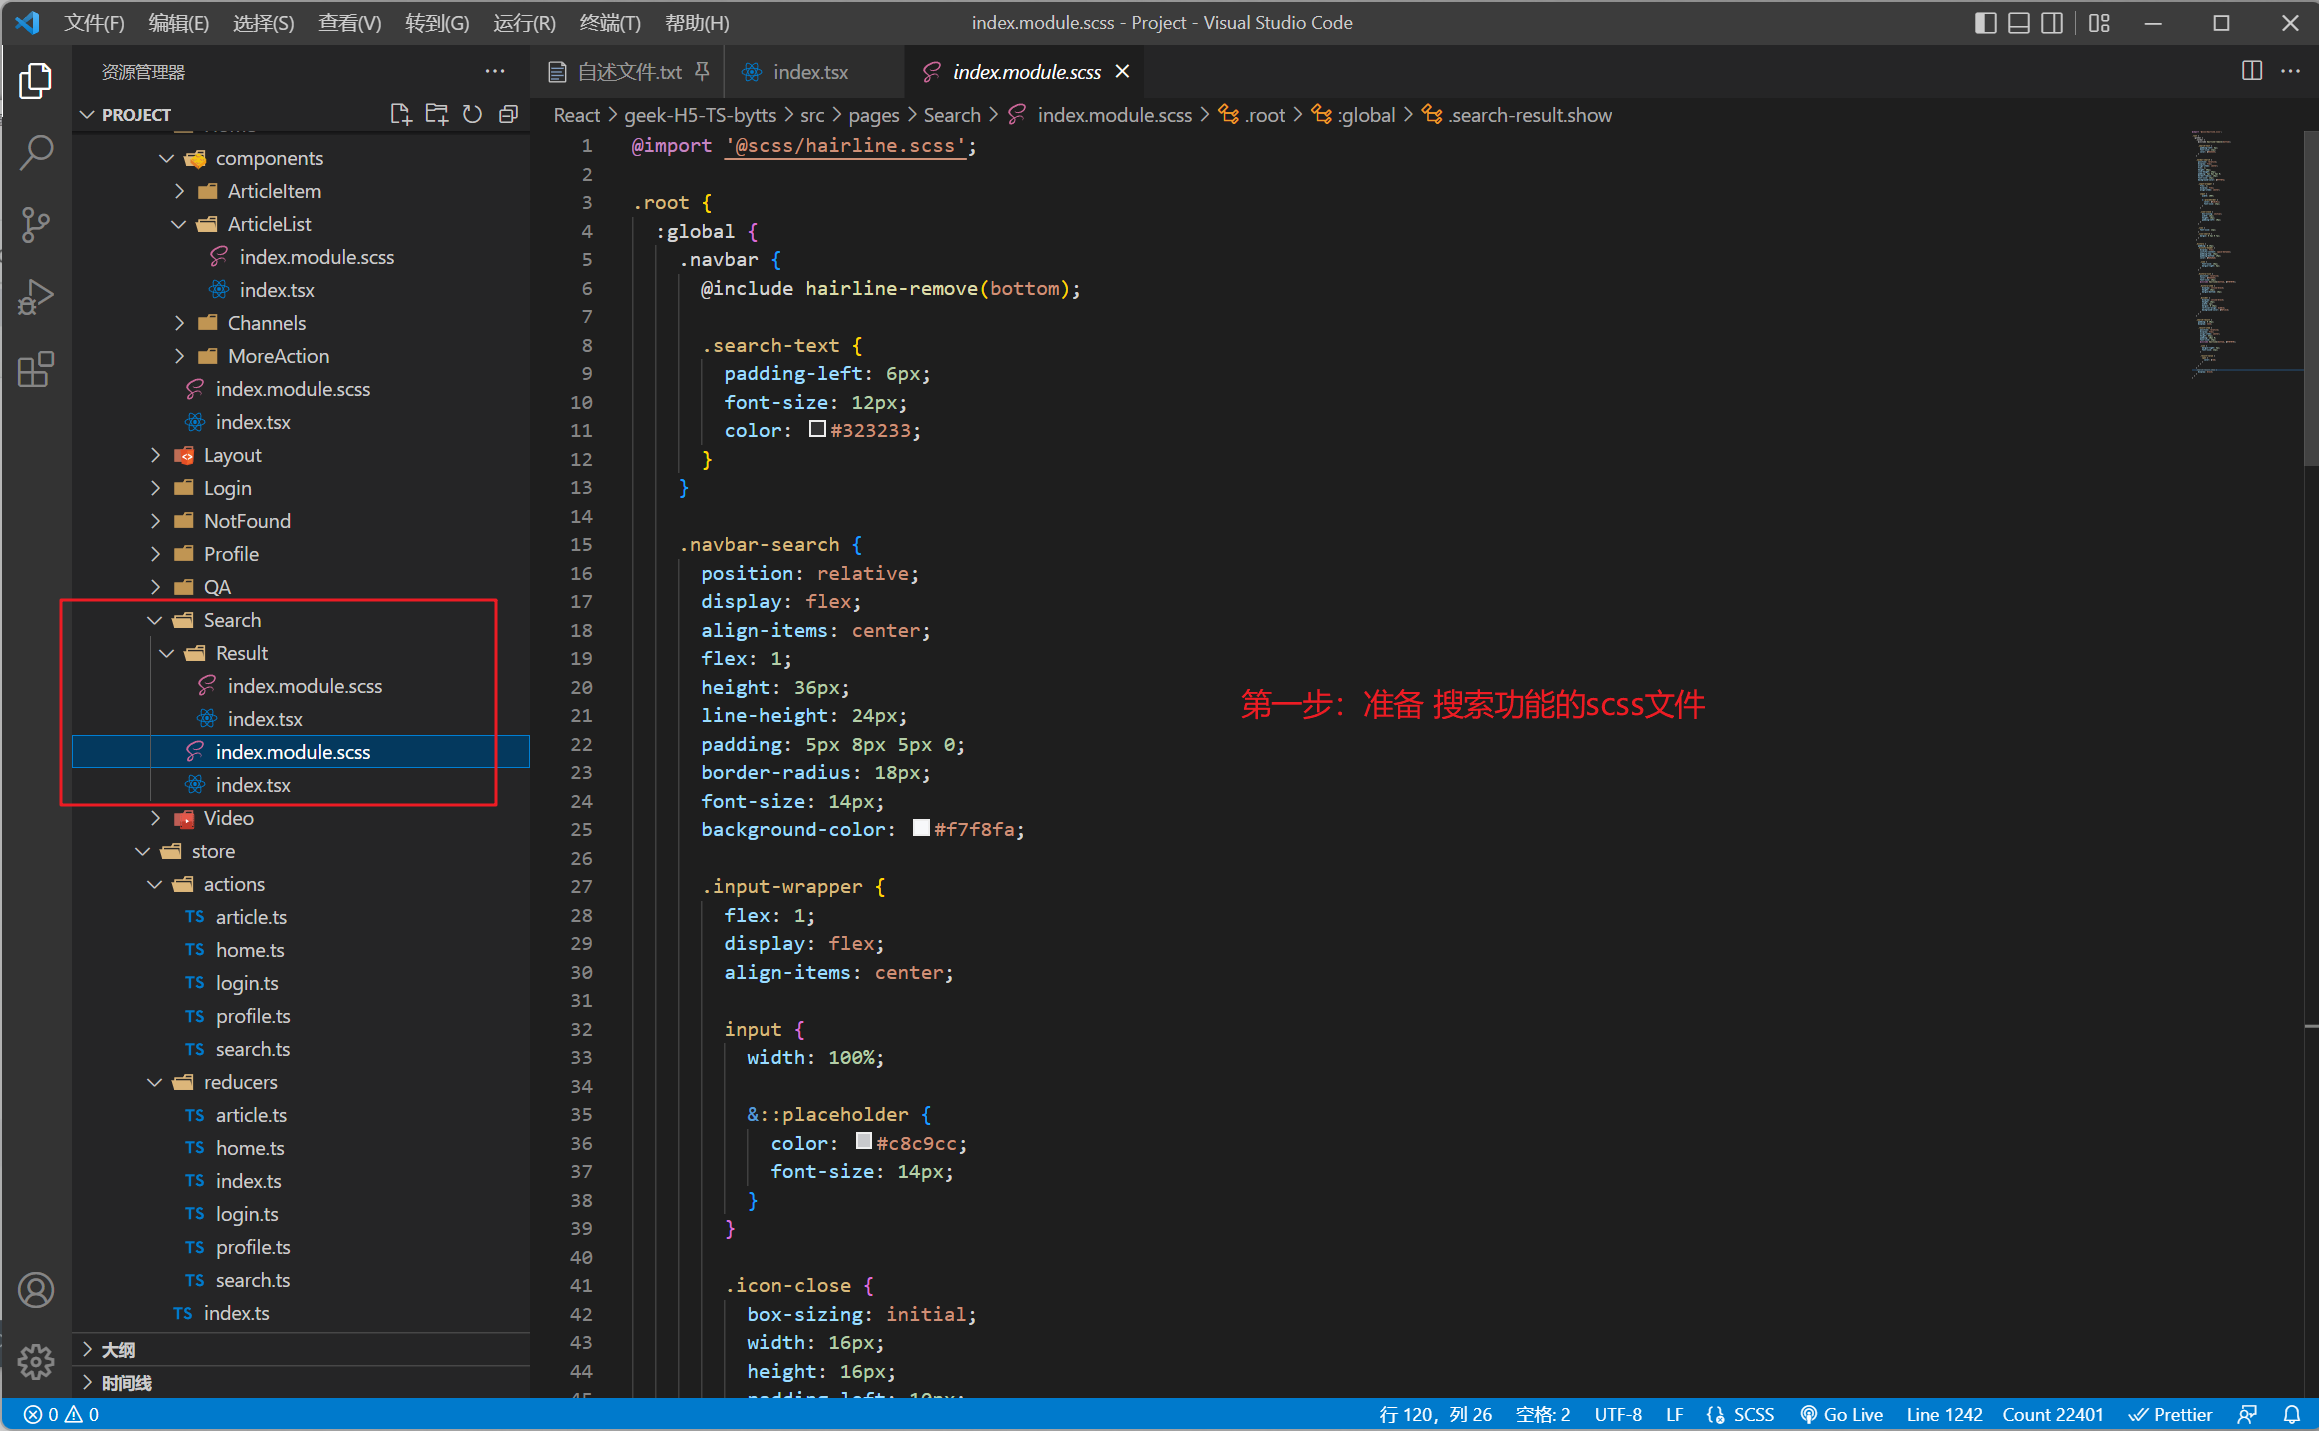 文件(F) 编辑(E) 选择(S) 查看(V) 转到(G) 运行(R) 终端(T) 帮助(H) index.module.scss - Project - Visual Studio Code
资源管理器
自述文件.txt index.tsx index.module.scss
PROJECT
React > geek-H5-TS-bytts > src > pages > Search > index.module.scss > .root > :global > .search-result.show
components
ArticleItem
ArticleList
index.module.scss
index.tsx
Channels
MoreAction
index.module.scss
index.tsx
Layout
Login
NotFound
Profile
QA
Search
Result
index.module.scss
index.tsx
index.module.scss
index.tsx
Video
store
actions
TS article.ts
TS home.ts
TS login.ts
TS profile.ts
TS search.ts
reducers
TS article.ts
TS home.ts
TS index.ts
TS login.ts
TS profile.ts
TS search.ts
TS index.ts
大纲
时间线
1 @import '@scss/hairline.scss';
2
3 .root {
4 :global {
5 .navbar {
6 @include hairline-remove(bottom);
7
8 .search-text {
9 padding-left: 6px;
10 font-size: 12px;
11 color: #323233;
12 }
13 }
14
15 .navbar-search {
16 position: relative;
17 display: flex;
18 align-items: center;
19 flex: 1;
20 height: 36px;
21 line-height: 24px;
22 padding: 5px 8px 5px 0;
23 border-radius: 18px;
24 font-size: 14px;
25 background-color: #f7f8fa;
26
27 .input-wrapper {
28 flex: 1;
29 display: flex;
30 align-items: center;
31
32 input {
33 width: 100%;
34
35 &::placeholder {
36 color: #c8c9cc;
37 font-size: 14px;
38 }
39 }
40
41 .icon-close {
42 box-sizing: initial;
43 width: 16px;
44 height: 16px;
第一步：准备 搜索功能的scss文件
0 0 行 120，列 26 空格: 2 UTF-8 LF SCSS Go Live Line 1242 Count 22401 Prettier